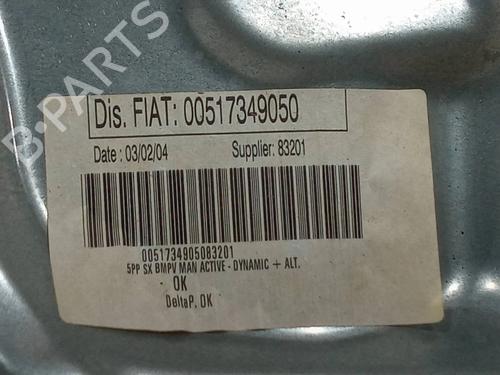 B-PARTS
Dis. FIAT: 00517349050
Date : 03/02/04 Supplier: 83201
0051734905083201
5PP SX BMPV MAN ACTIVE - DYNAMIC + ALT.
OK
DeltaP, OK